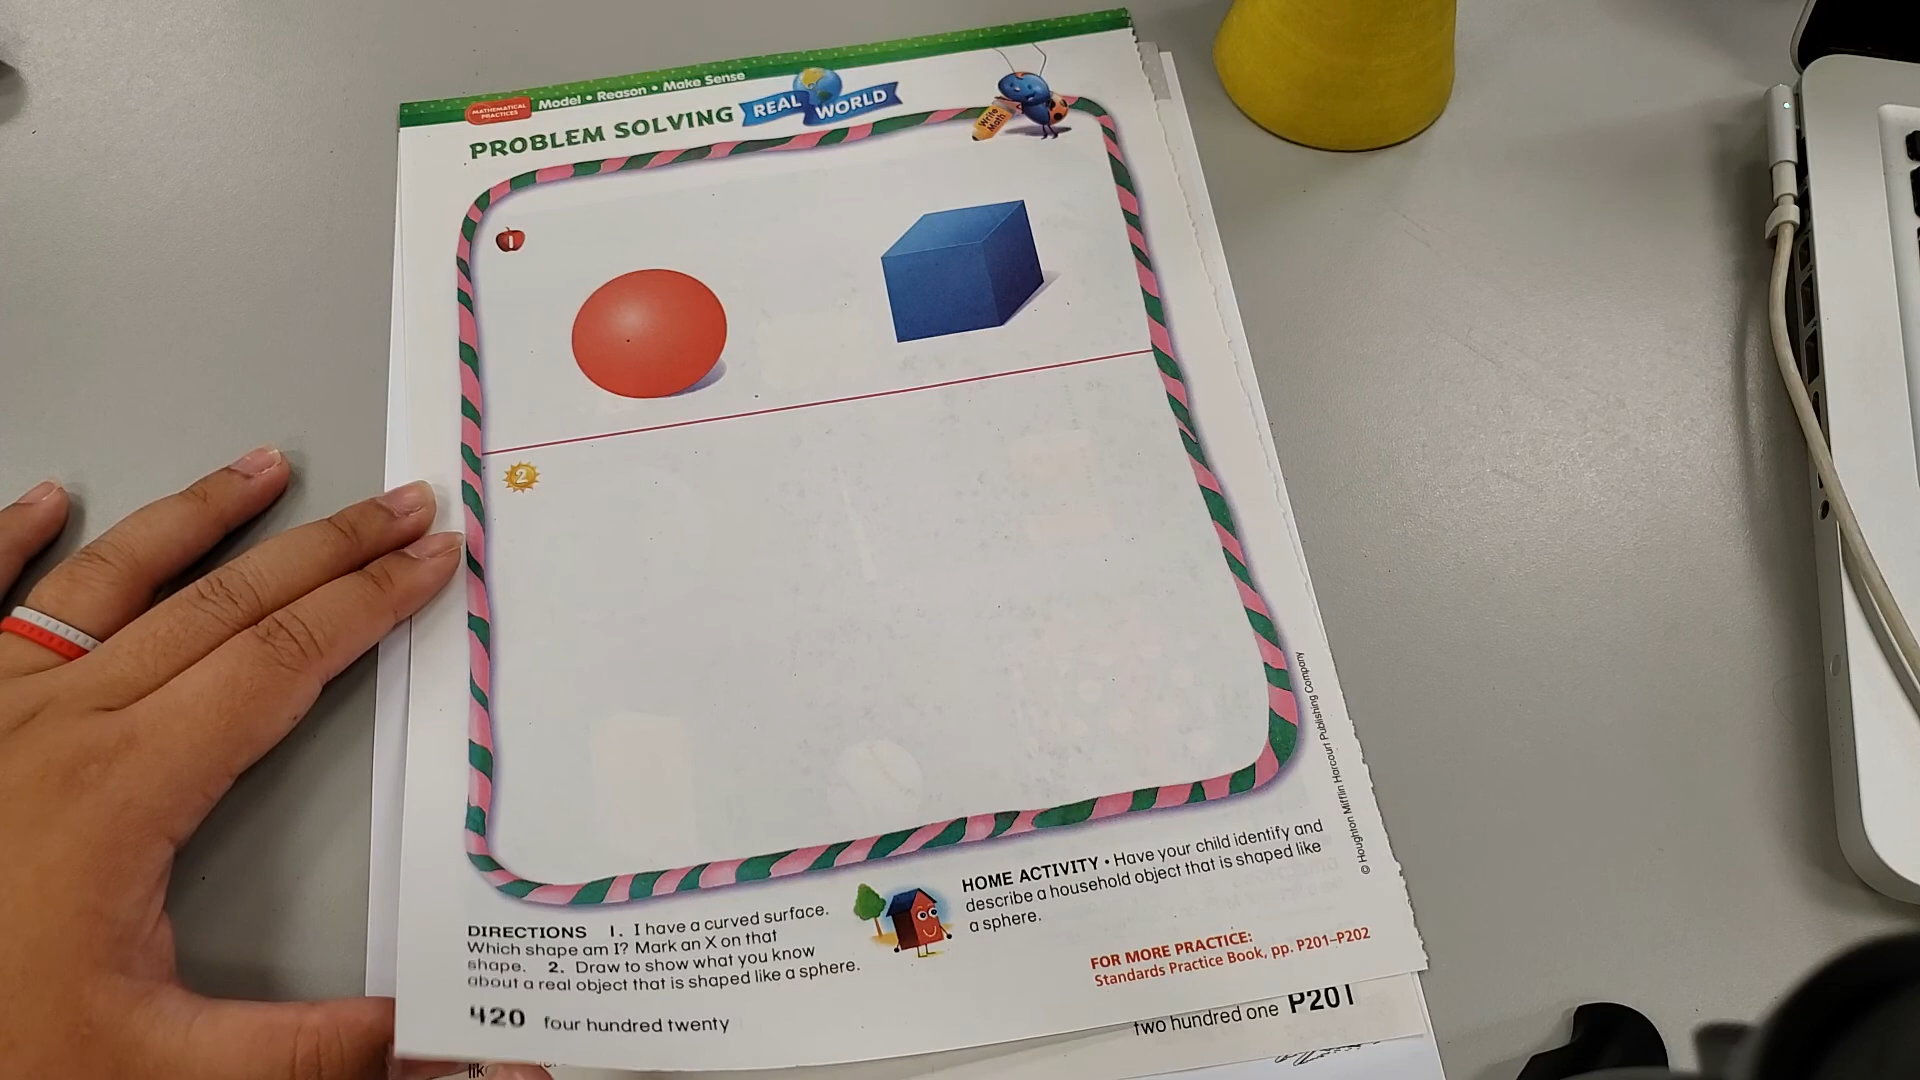 MATHEMATICAL
PRACTICES
Model • Reason • Make Sense
PROBLEM SOLVING
REAL
WORLD
Write
Math
1
2
DIRECTIONS 1. I have a curved surface.
Which shape am I? Mark an X on that
shape. 2. Draw to show what you know
about a real object that is shaped like a sphere.
HOME ACTIVITY • Have your child identify and
describe a household object that is shaped like
a sphere.
FOR MORE PRACTICE:
Standards Practice Book, pp. P201–P202
© Houghton Mifflin Harcourt Publishing Company
420 four hundred twenty
two hundred one P201